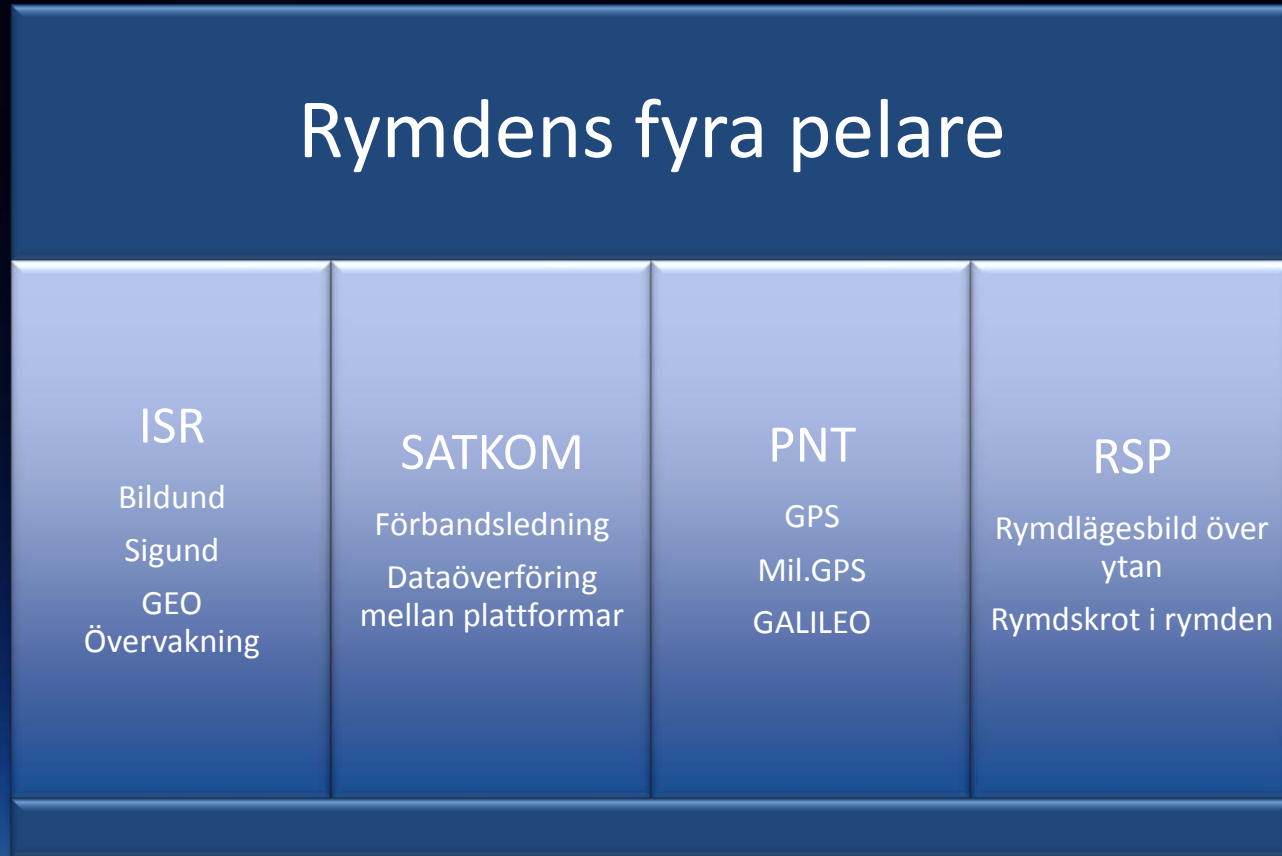 Rymdens fyra pelare
ISR
Bildund
Sigund
GEO
Övervakning
SATKOM
Förbandsledning
Dataöverföring
mellan plattformar
PNT
GPS
Mil.GPS
GALILEO
RSP
Rymdlägesbild över
ytan
Rymdskrot i rymden